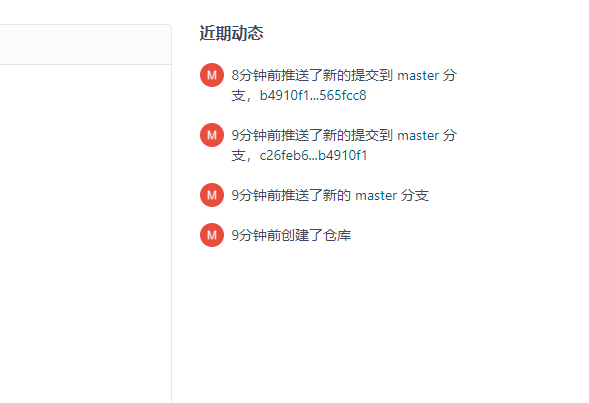 近期动态
M
8分钟前推送了新的提交到 master 分
支，b4910f1...565fcc8
M
9分钟前推送了新的提交到 master 分
支，c26feb6...b4910f1
M
9分钟前推送了新的 master 分支
M
9分钟前创建了仓库